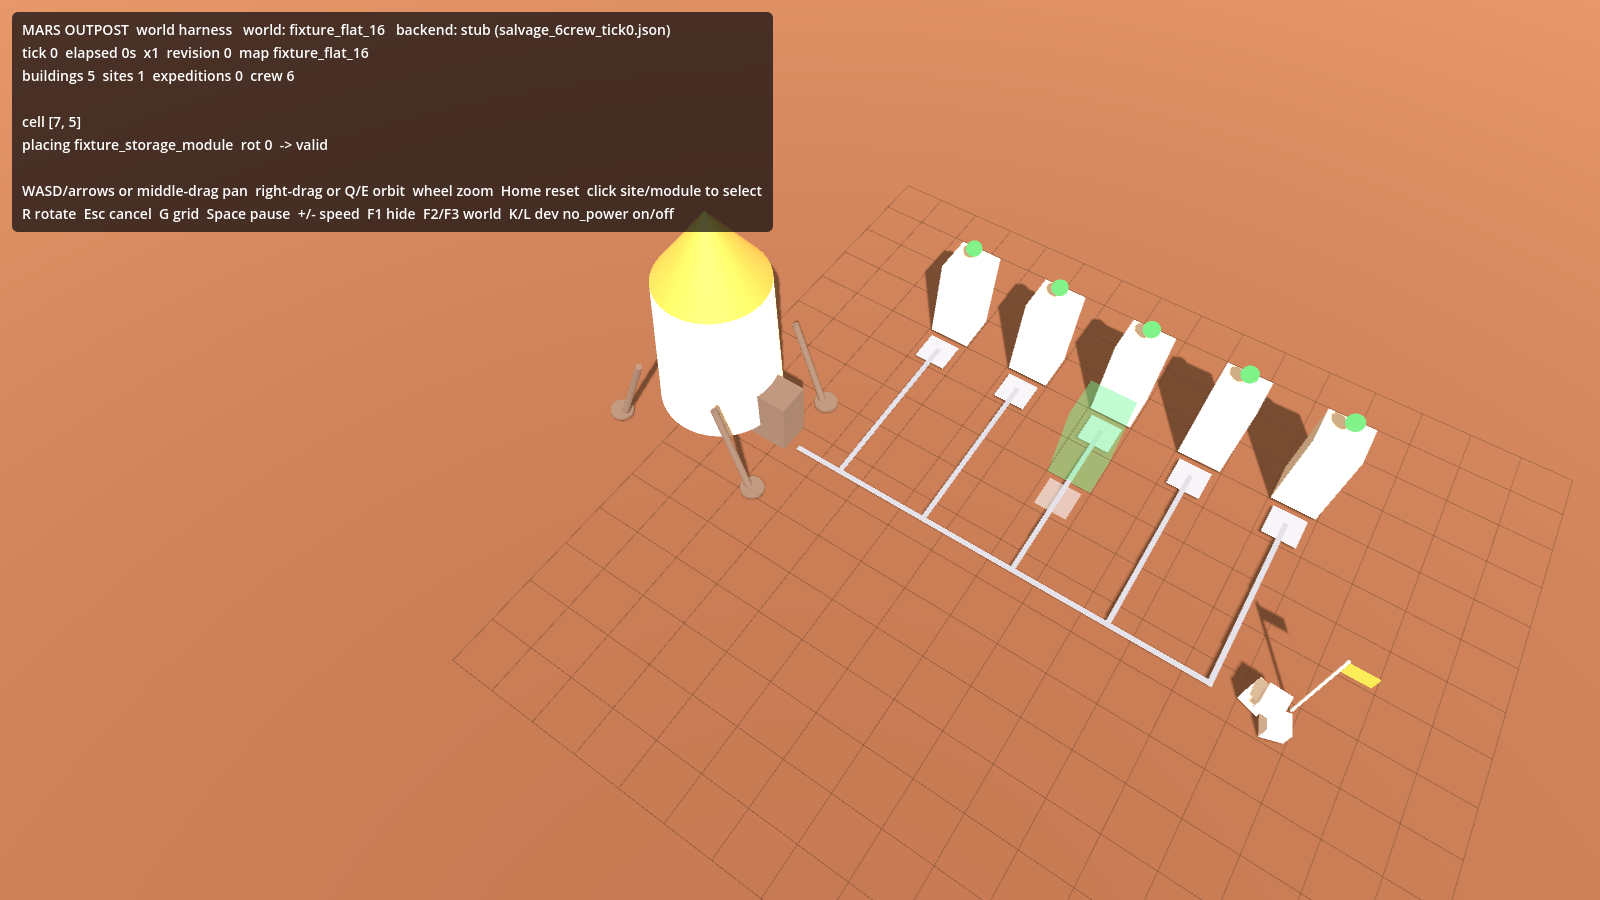 MARS OUTPOST  world harness   world: fixture_flat_16   backend: stub (salvage_6crew_tick0.json)
tick 0  elapsed 0s  x1  revision 0  map fixture_flat_16
buildings 5  sites 1  expeditions 0  crew 6
cell [7, 5]
placing fixture_storage_module  rot 0  -> valid
WASD/arrows or middle-drag pan  right-drag or Q/E orbit  wheel zoom  Home reset  click site/module to select
R rotate  Esc cancel  G grid  Space pause  +/- speed  F1 hide  F2/F3 world  K/L dev no_power on/off